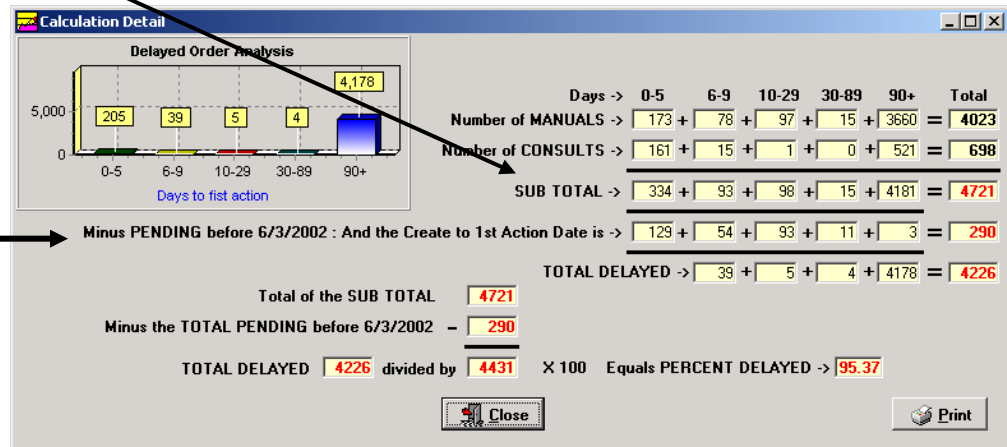 Calculation Detail
Delayed Order Analysis
5,000
0
205
39
5
4
4,178
0-5 6-9 10-29 30-89 90+
Days to fist action
Days -> 0-5 6-9 10-29 30-89 90+ Total
Number of MANUALS -> 173 + 78 + 97 + 15 + 3660 = 4023
Number of CONSULTS -> 161 + 15 + 1 + 0 + 521 = 698
SUB TOTAL -> 334 + 93 + 98 + 15 + 4181 = 4721
Minus PENDING before 6/3/2002 : And the Create to 1st Action Date is -> 129 + 54 + 93 + 11 + 3 = 290
TOTAL DELAYED -> 39 + 5 + 4 + 4178 = 4226
Total of the SUB TOTAL 4721
Minus the TOTAL PENDING before 6/3/2002 - 290
TOTAL DELAYED 4226 divided by 4431 X 100 Equals PERCENT DELAYED -> 95.37
Close
Print